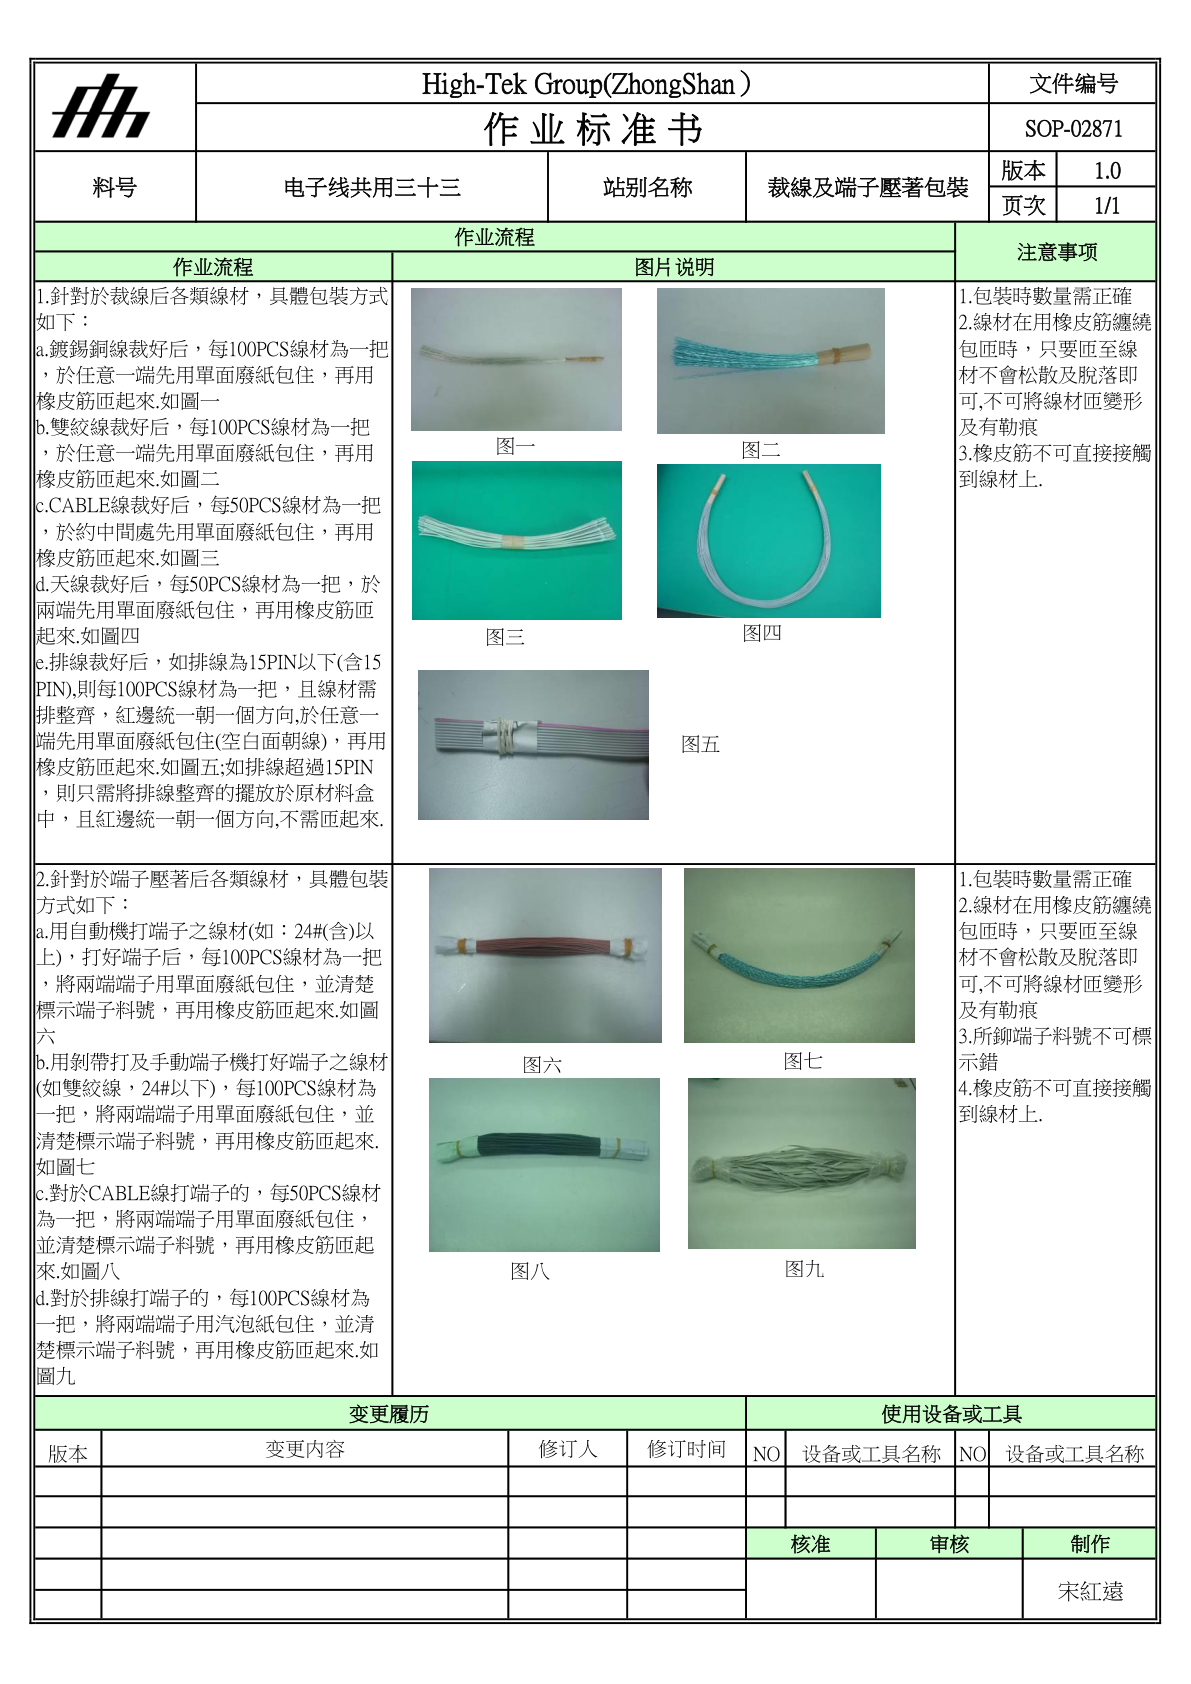 High-Tek Group(ZhongShan）
文件编号
作业标准书
SOP-02871
料号
电子线共用三十三
站别名称
裁線及端子壓著包裝
版本
1.0
页次
1/1
作业流程
注意事项
作业流程
图片说明
1.針對於裁線后各類線材，具體包裝方式
如下：
a.鍍錫銅線裁好后，每100PCS線材為一把
，於任意一端先用單面廢紙包住，再用
橡皮筋匝起來.如圖一
b.雙絞線裁好后，每100PCS線材為一把
，於任意一端先用單面廢紙包住，再用
橡皮筋匝起來.如圖二
c.CABLE線裁好后，每50PCS線材為一把
，於約中間處先用單面廢紙包住，再用
橡皮筋匝起來.如圖三
d.天線裁好后，每50PCS線材為一把，於
兩端先用單面廢紙包住，再用橡皮筋匝
起來.如圖四
e.排線裁好后，如排線為15PIN以下(含15
PIN),則每100PCS線材為一把，且線材需
排整齊，紅邊統一朝一個方向,於任意一
端先用單面廢紙包住(空白面朝線)，再用
橡皮筋匝起來.如圖五;如排線超過15PIN
，則只需將排線整齊的擺放於原材料盒
中，且紅邊統一朝一個方向,不需匝起來.
图一
图二
图三
图四
图五
1.包裝時數量需正確
2.線材在用橡皮筋纏繞
包匝時，只要匝至線
材不會松散及脫落即
可,不可將線材匝變形
及有勒痕
3.橡皮筋不可直接接觸
到線材上.
2.針對於端子壓著后各類線材，具體包裝
方式如下：
a.用自動機打端子之線材(如：24#(含)以
上)，打好端子后，每100PCS線材為一把
，將兩端端子用單面廢紙包住，並清楚
標示端子料號，再用橡皮筋匝起來.如圖
六
b.用剝帶打及手動端子機打好端子之線材
(如雙絞線，24#以下)，每100PCS線材為
一把，將兩端端子用單面廢紙包住，並
清楚標示端子料號，再用橡皮筋匝起來.
如圖七
c.對於CABLE線打端子的，每50PCS線材
為一把，將兩端端子用單面廢紙包住，
並清楚標示端子料號，再用橡皮筋匝起
來.如圖八
d.對於排線打端子的，每100PCS線材為
一把，將兩端端子用汽泡紙包住，並清
楚標示端子料號，再用橡皮筋匝起來.如
圖九
图六
图七
图八
图九
1.包裝時數量需正確
2.線材在用橡皮筋纏繞
包匝時，只要匝至線
材不會松散及脫落即
可,不可將線材匝變形
及有勒痕
3.所鉚端子料號不可標
示錯
4.橡皮筋不可直接接觸
到線材上.
变更履历
使用设备或工具
版本
变更内容
修订人
修订时间
NO
设备或工具名称
NO
设备或工具名称
核准
审核
制作
宋紅遠